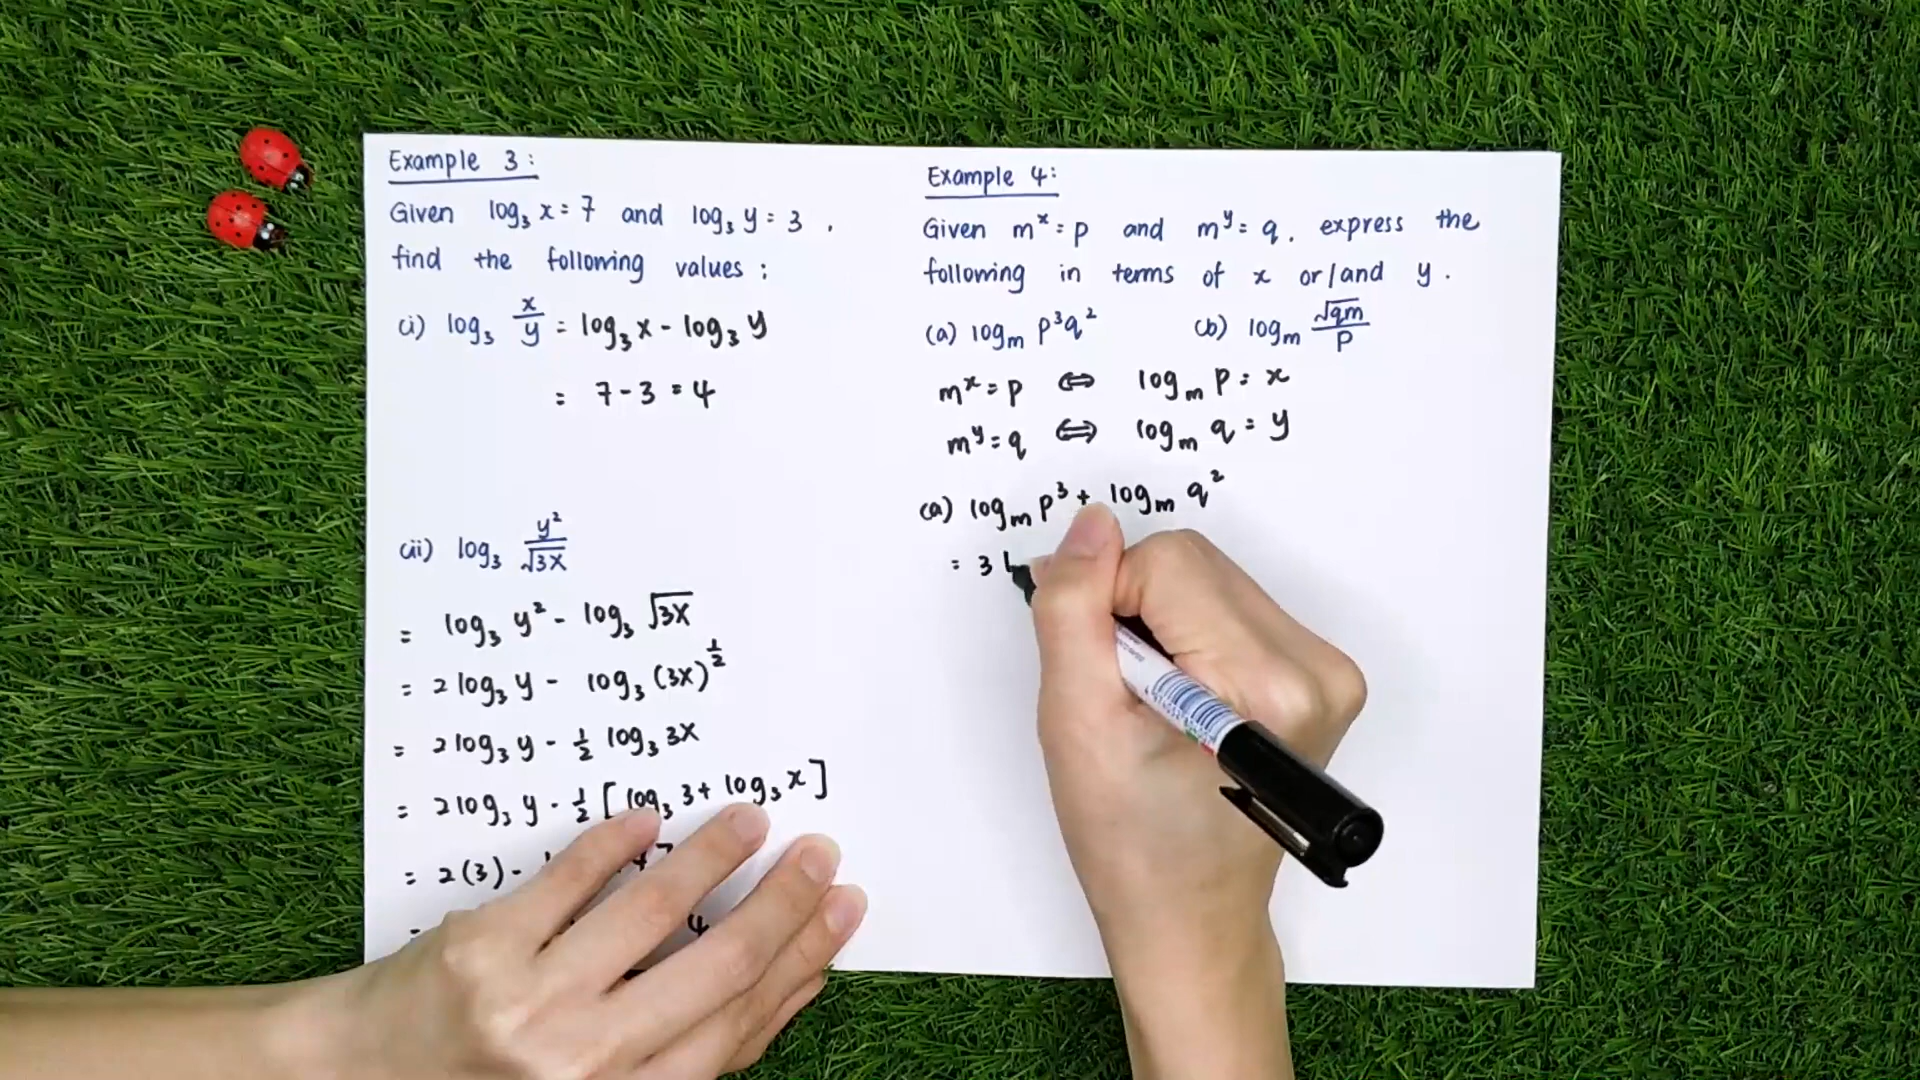 Example 3:
Given log₃ x = 7 and log₃ y = 3 ,
find the following values :
(i) log₃ x/y = log₃ x - log₃ y
= 7 - 3 = 4
(ii) log₃ y²/√3x
= log₃ y² - log₃ √3x
= 2 log₃ y - log₃ (3x)^½
= 2 log₃ y - ½ log₃ 3x
= 2 log₃ y - ½ [log₃ 3 + log₃ x]
= 2(3) -
=
4
Example 4:
Given mˣ = p and mʸ = q , express the
following in terms of x or/and y .
(a) logₘ p³q² (b) logₘ √qm/p
mˣ = p ⇔ logₘ p = x
mʸ = q ⇔ logₘ q = y
(a) logₘ p³ + logₘ q²
= 3 l